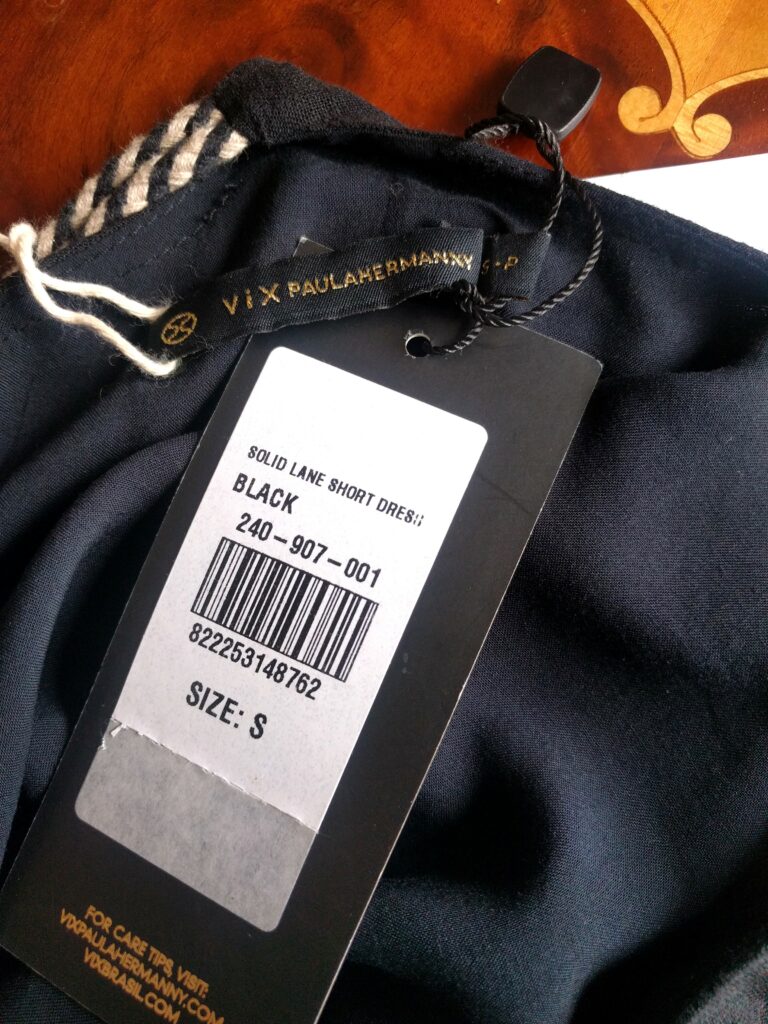 ViX PAULAHERMANNY S-P
SOLID LANE SHORT DRESS
BLACK
240-907-001
822253148762
SIZE: S
FOR CARE TIPS, VISIT:
VIXPAULAHERMANNY.COM
VIXBRASIL.COM